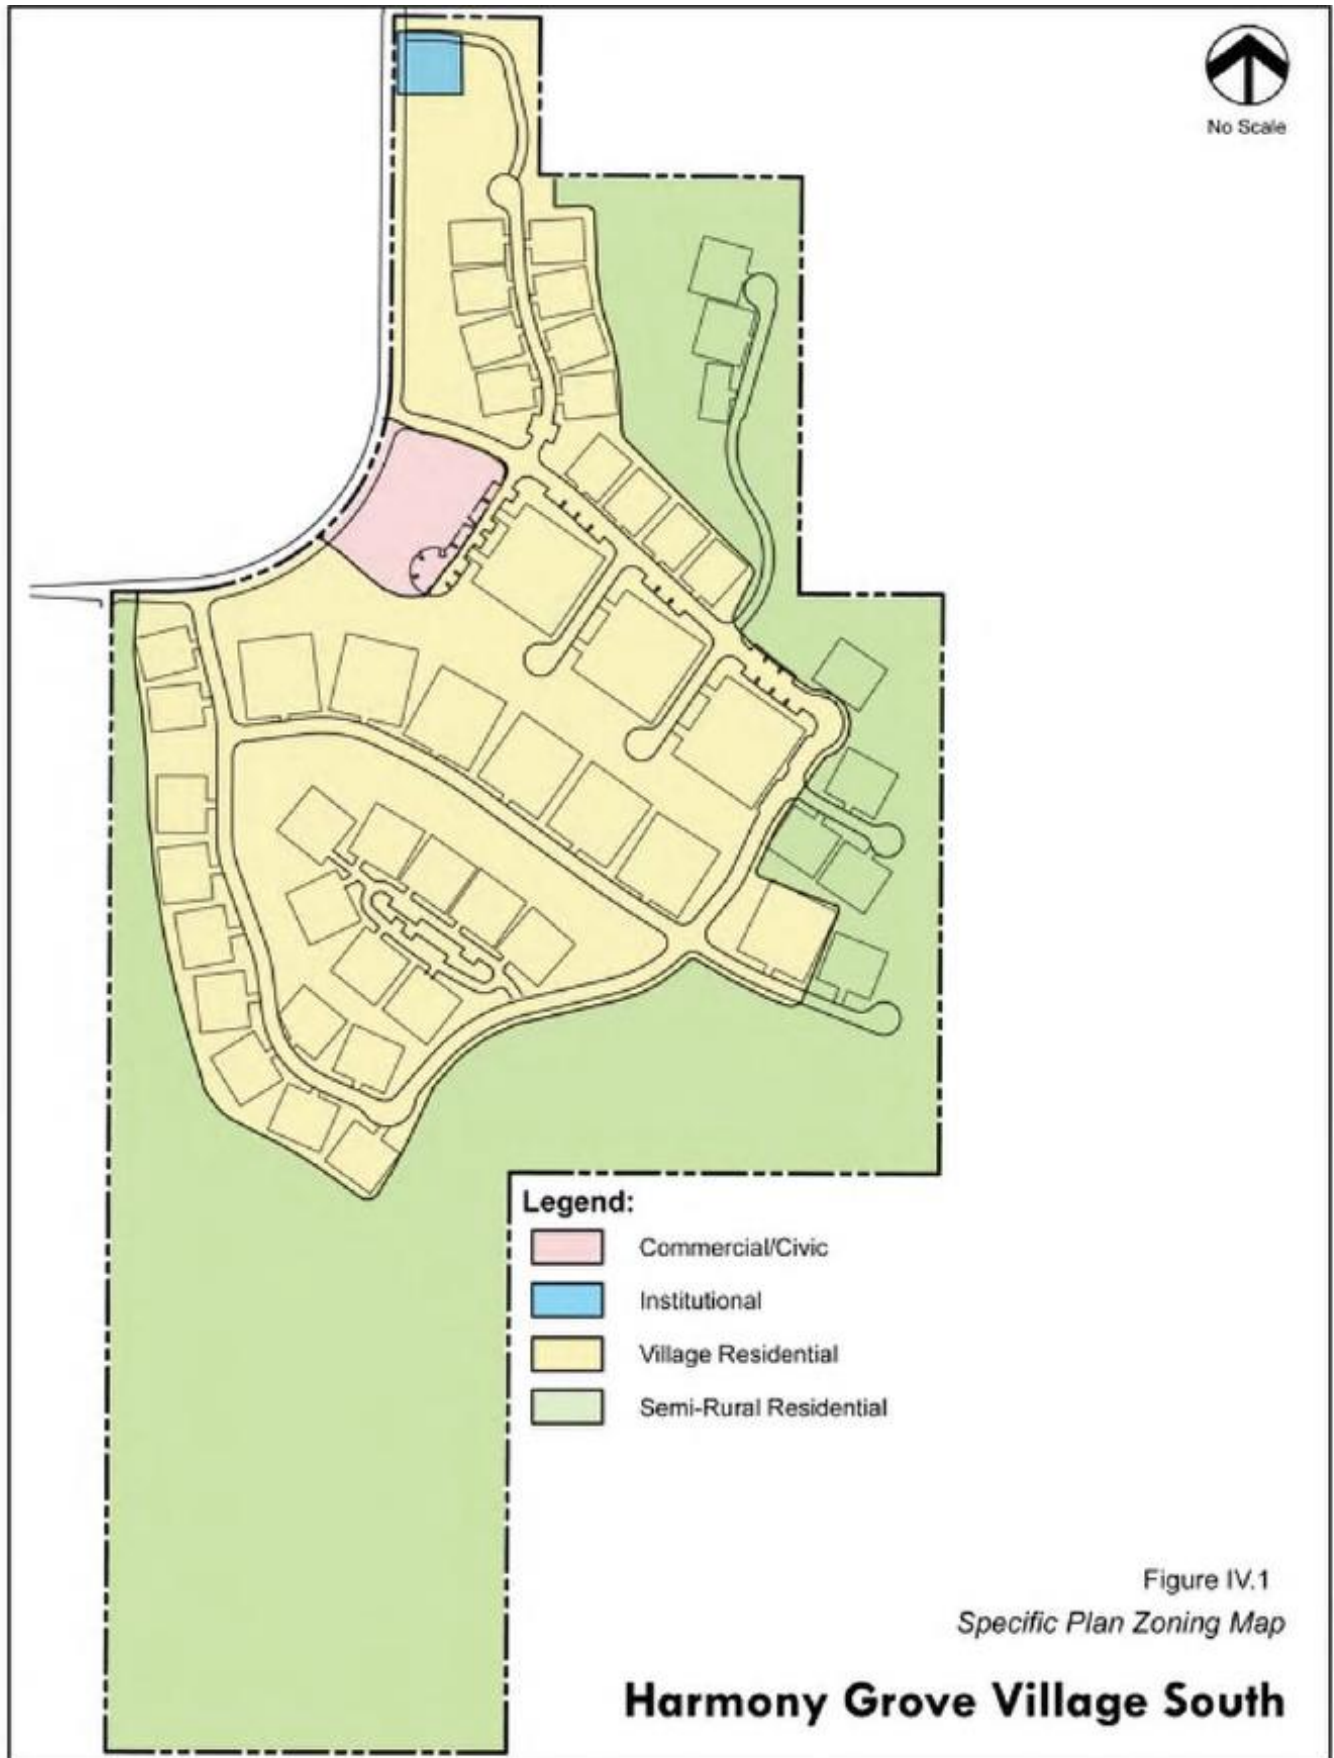 No Scale
Legend:
Commercial/Civic
Institutional
Village Residential
Semi-Rural Residential
Figure IV.1
Specific Plan Zoning Map
Harmony Grove Village South